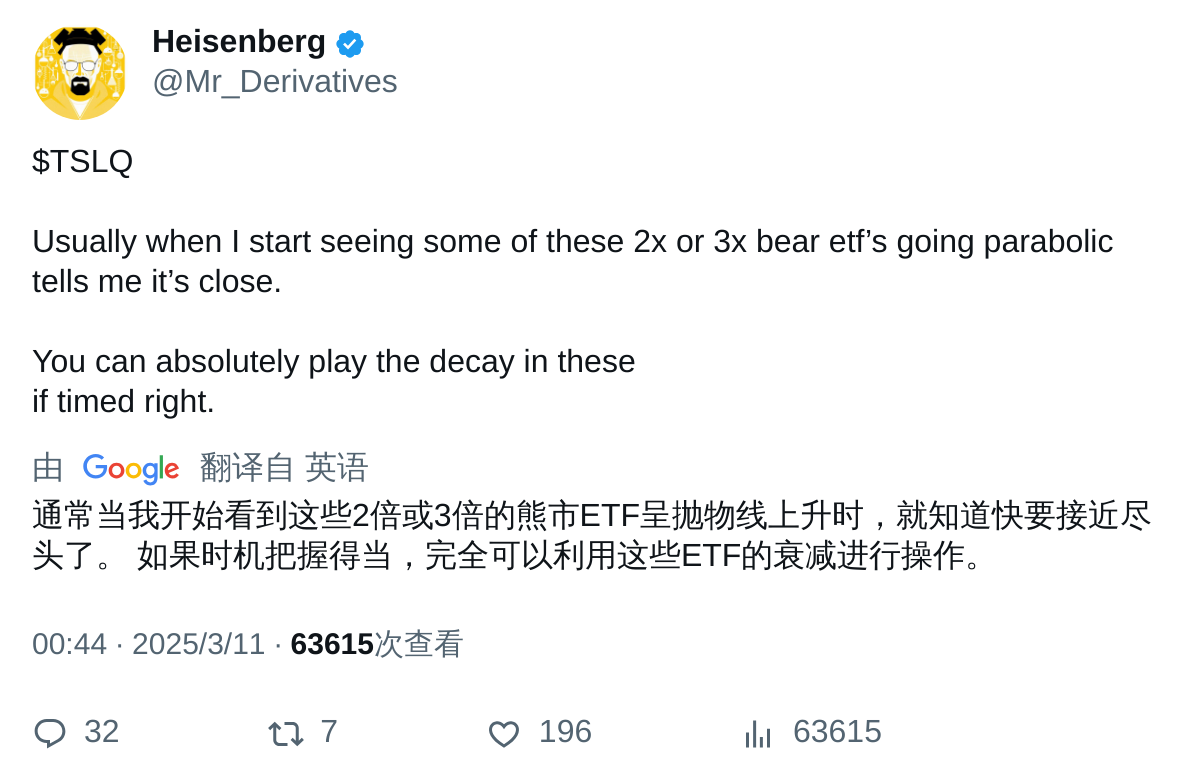 Heisenberg
@Mr_Derivatives
$TSLQ
Usually when I start seeing some of these 2x or 3x bear etf’s going parabolic
tells me it’s close.
You can absolutely play the decay in these
if timed right.
由 Google 翻译自 英语
通常当我开始看到这些2倍或3倍的熊市ETF呈抛物线上升时，就知道快要接近尽
头了。 如果时机把握得当，完全可以利用这些ETF的衰减进行操作。
00:44 · 2025/3/11 · 63615次查看
32 7 196 63615